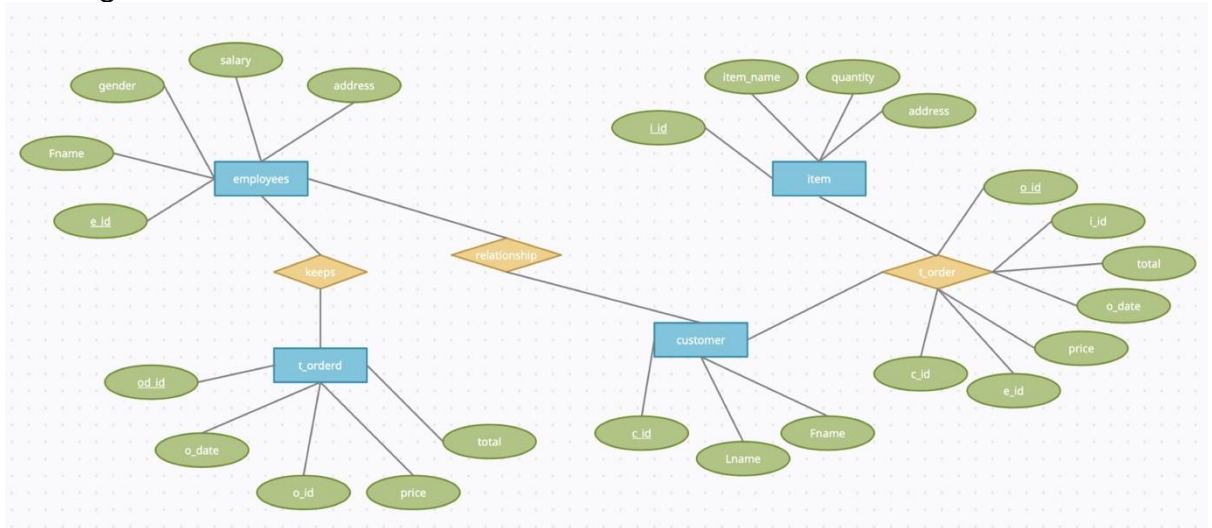 salary
gender
address
Fname
employees
e_id
keeps
relationship
t_orderd
od_id
o_date
o_id
price
total
item_name
quantity
address
i_id
item
o_id
i_id
total
t_order
o_date
price
e_id
c_id
customer
c_id
Lname
Fname